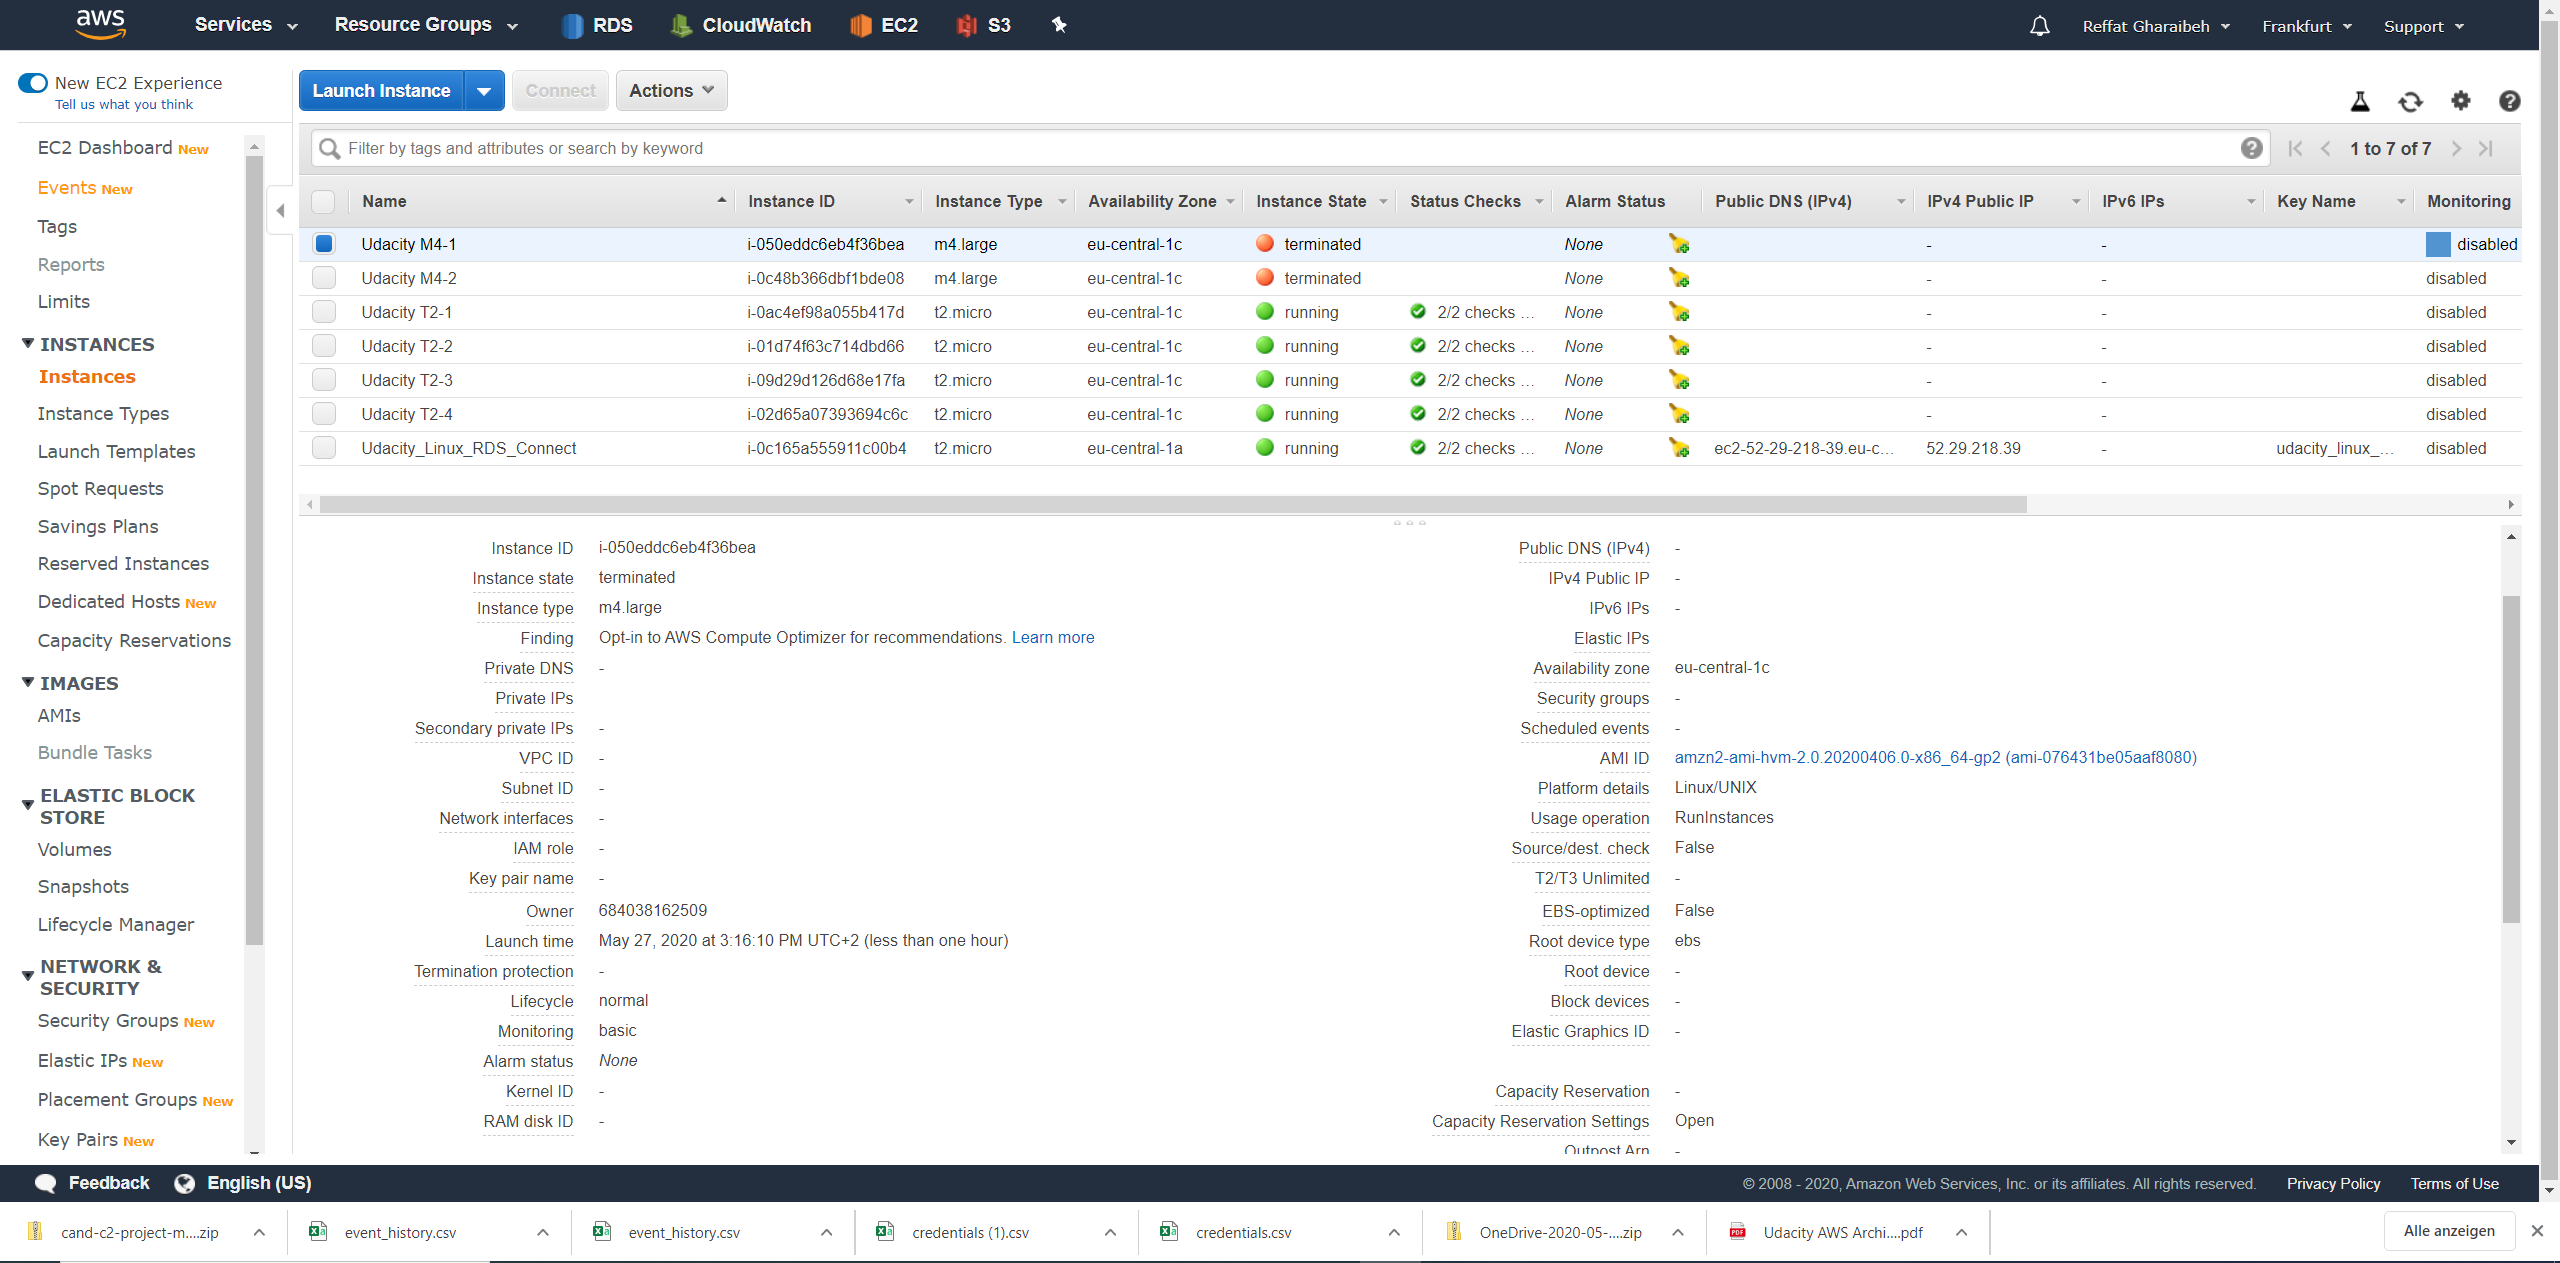 aws Services Resource Groups RDS CloudWatch EC2 S3 Reffat Gharaibeh Frankfurt Support
New EC2 Experience
Tell us what you think
EC2 Dashboard New
Events New
Tags
Reports
Limits
INSTANCES
Instances
Instance Types
Launch Templates
Spot Requests
Savings Plans
Reserved Instances
Dedicated Hosts New
Capacity Reservations
IMAGES
AMIs
Bundle Tasks
ELASTIC BLOCK
STORE
Volumes
Snapshots
Lifecycle Manager
NETWORK &
SECURITY
Security Groups New
Elastic IPs New
Placement Groups New
Key Pairs New
Launch Instance Connect Actions
Filter by tags and attributes or search by keyword 1 to 7 of 7
Name Instance ID Instance Type Availability Zone Instance State Status Checks Alarm Status Public DNS (IPv4) IPv4 Public IP IPv6 IPs Key Name Monitoring
Udacity M4-1 i-050eddc6eb4f36bea m4.large eu-central-1c terminated None - - disabled
Udacity M4-2 i-0c48b366dbf1bde08 m4.large eu-central-1c terminated None - - disabled
Udacity T2-1 i-0ac4ef98a055b417d t2.micro eu-central-1c running 2/2 checks ... None - - disabled
Udacity T2-2 i-01d74f63c714dbd66 t2.micro eu-central-1c running 2/2 checks ... None - - disabled
Udacity T2-3 i-09d29d126d68e17fa t2.micro eu-central-1c running 2/2 checks ... None - - disabled
Udacity T2-4 i-02d65a07393694c6c t2.micro eu-central-1c running 2/2 checks ... None - - disabled
Udacity_Linux_RDS_Connect i-0c165a555911c00b4 t2.micro eu-central-1a running 2/2 checks ... None ec2-52-29-218-39.eu-c... 52.29.218.39 - udacity_linux_... disabled
Instance ID i-050eddc6eb4f36bea
Instance state terminated
Instance type m4.large
Finding Opt-in to AWS Compute Optimizer for recommendations. Learn more
Private DNS -
Private IPs
Secondary private IPs -
VPC ID -
Subnet ID -
Network interfaces -
IAM role -
Key pair name -
Owner 684038162509
Launch time May 27, 2020 at 3:16:10 PM UTC+2 (less than one hour)
Termination protection -
Lifecycle normal
Monitoring basic
Alarm status None
Kernel ID -
RAM disk ID -
Public DNS (IPv4) -
IPv4 Public IP -
IPv6 IPs -
Elastic IPs
Availability zone eu-central-1c
Security groups -
Scheduled events -
AMI ID amzn2-ami-hvm-2.0.20200406.0-x86_64-gp2 (ami-076431be05aaf8080)
Platform details Linux/UNIX
Usage operation RunInstances
Source/dest. check False
T2/T3 Unlimited -
EBS-optimized False
Root device type ebs
Root device -
Block devices -
Elastic Graphics ID -
Capacity Reservation -
Capacity Reservation Settings Open
Outpost Arn -
Feedback English (US) © 2008 - 2020, Amazon Web Services, Inc. or its affiliates. All rights reserved. Privacy Policy Terms of Use
cand-c2-project-m....zip event_history.csv event_history.csv credentials (1).csv credentials.csv OneDrive-2020-05-....zip Udacity AWS Archi....pdf Alle anzeigen